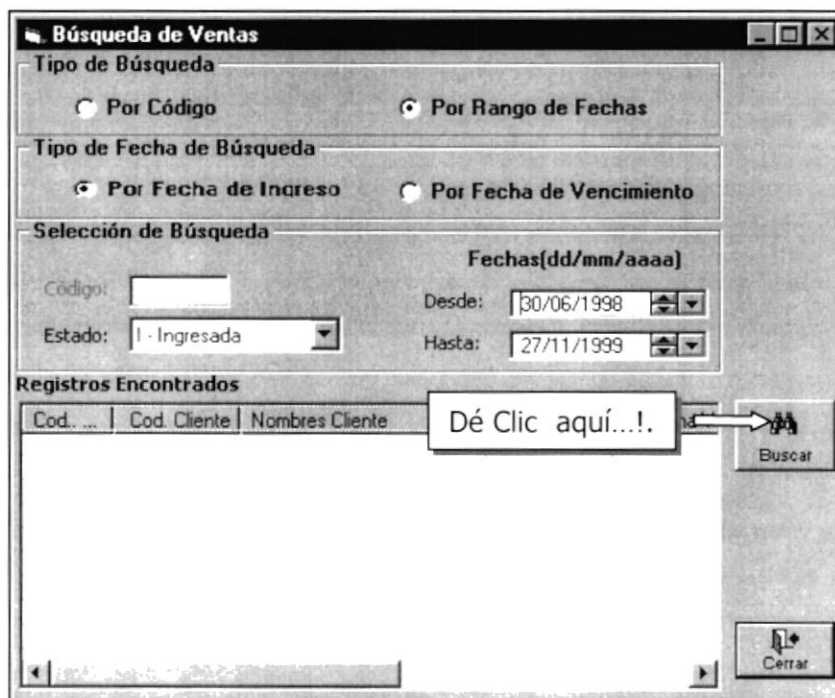 Búsqueda de Ventas
Tipo de Búsqueda
Por Código Por Rango de Fechas
Tipo de Fecha de Búsqueda
Por Fecha de Ingreso Por Fecha de Vencimiento
Selección de Búsqueda
Fechas(dd/mm/aaaa)
Código:
Desde: 30/06/1998
Estado: I - Ingresada
Hasta: 27/11/1999
Registros Encontrados
Cod.. ... Cod. Cliente Nombres Cliente
Dé Clic aquí...!.
Buscar
Cerrar